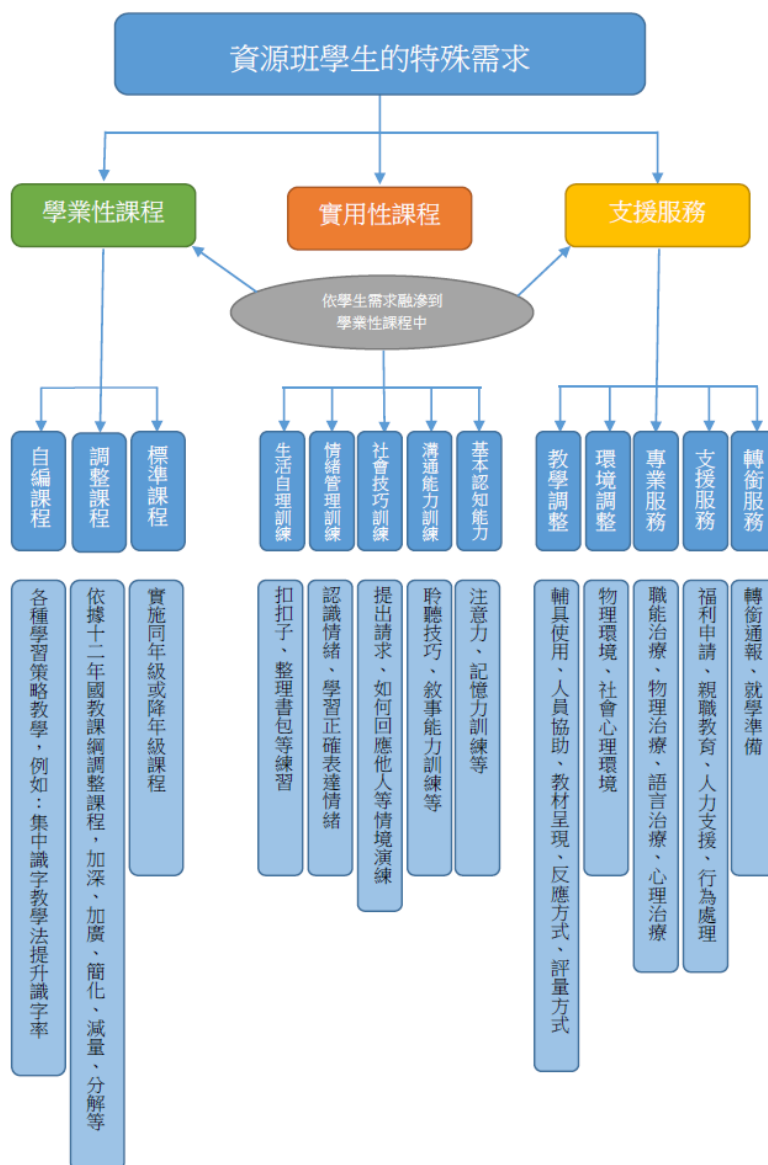 資源班學生的特殊需求
學業性課程
實用性課程
支援服務
依學生需求融滲到
學業性課程中
自編課程
調整課程
標準課程
生活自理訓練
情緒管理訓練
社會技巧訓練
溝通能力訓練
基本認知能力
教學調整
環境調整
專業服務
支援服務
轉銜服務
各種學習策略教學，例如：集中識字教學法提升識字率
依據十二年國教課綱調整課程，加深、加廣、簡化、減量、分解等
實施同年級或降年級課程
扣扣子、整理書包等練習
認識情緒、學習正確表達情緒
提出請求、如何回應他人等情境演練
聆聽技巧、敘事能力訓練等
注意力、記憶力訓練等
輔具使用、人員協助、教材呈現、反應方式、評量方式
物理環境、社會心理環境
職能治療、物理治療、語言治療、心理治療
福利申請、親職教育、人力支援、行為處理
轉銜通報、就學準備